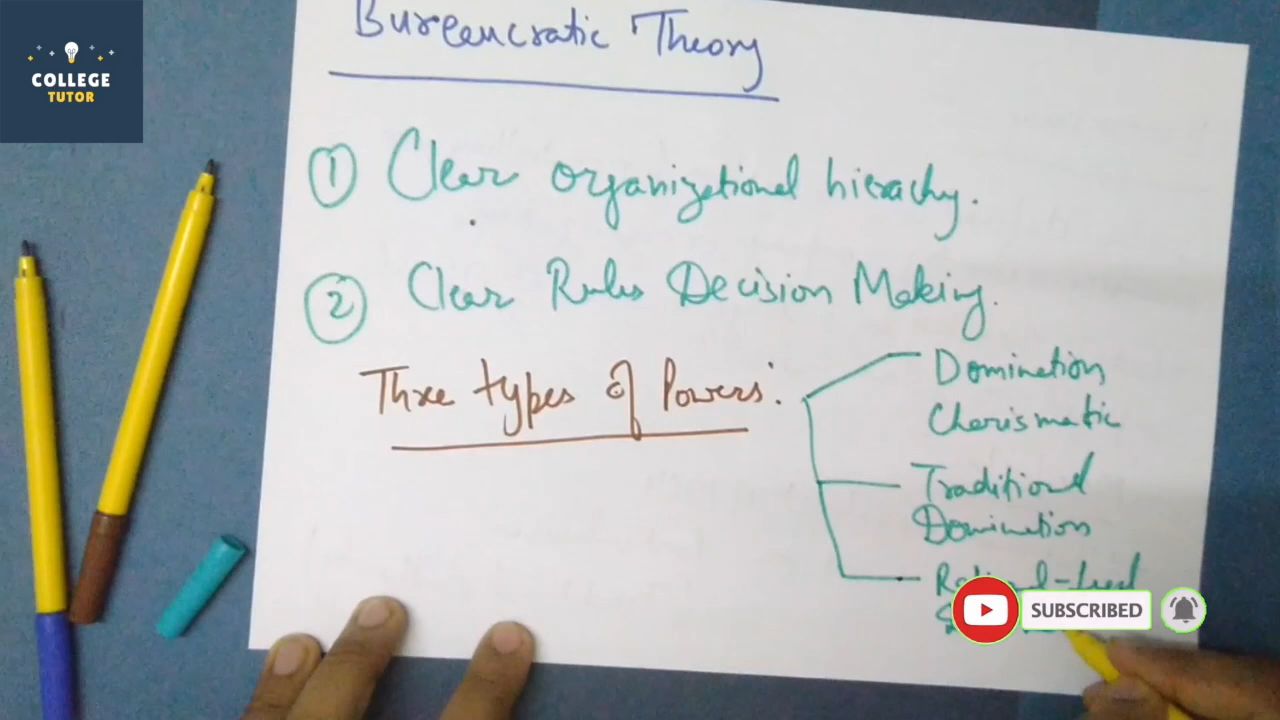 COLLEGE
TUTOR
Bureaucratic Theory
① Clear organizational hierachy.
② Clear Rules Decision Making.
Three types of Powers:
Domination
Charismatic
Traditional
Domination
SUBSCRIBED